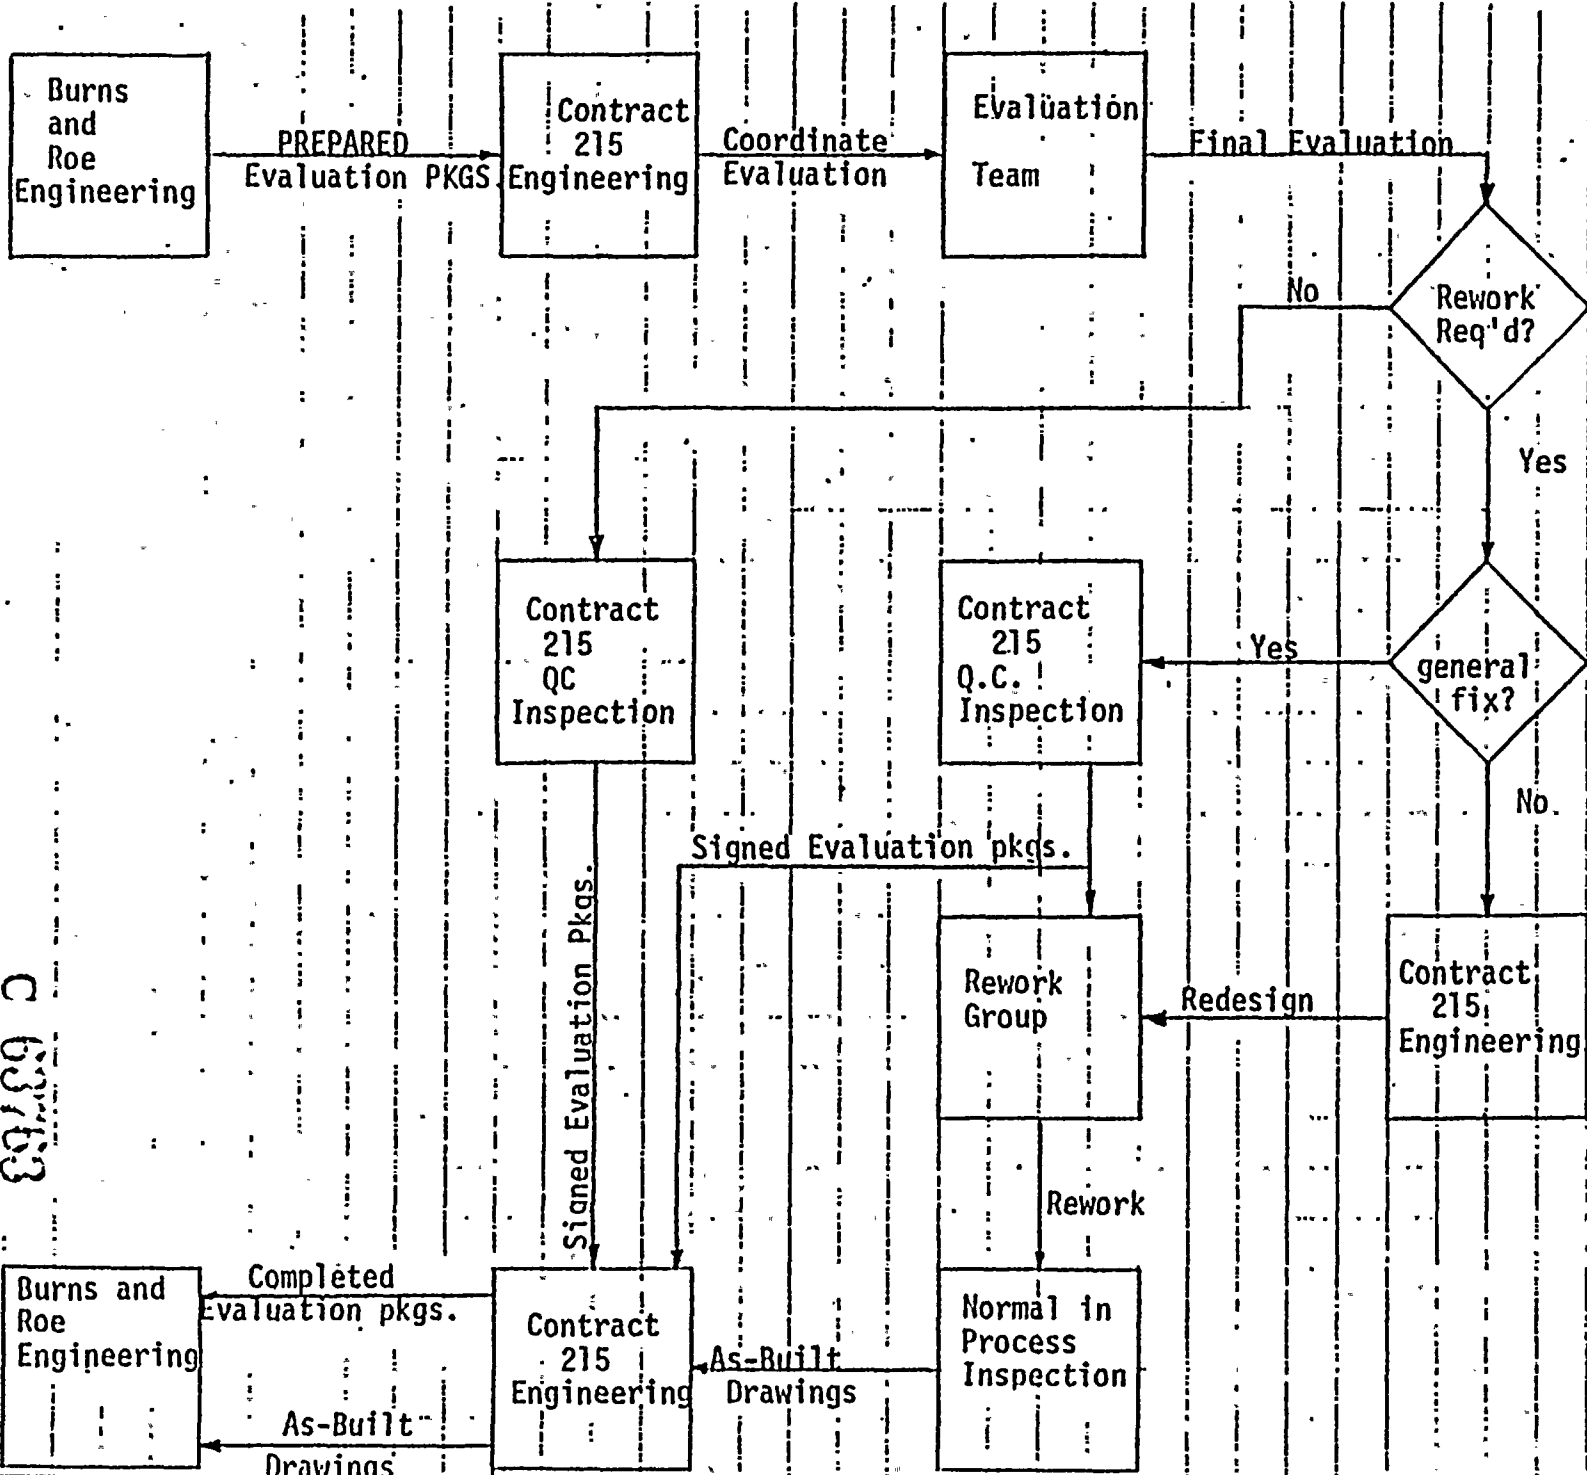 Burns
and
Roe
Engineering
PREPARED
Evaluation PKGS.
Contract
215
Engineering
Coordinate
Evaluation
Evaluation
Team
Final Evaluation
Rework
Req'd?
No
Yes
general
fix?
Yes
No.
Contract
215
QC
Inspection
Contract
215
Q.C.
Inspection
Signed Evaluation pkgs.
Signed Evaluation Pkgs.
Rework
Group
Redesign
Contract
215
Engineering
Rework
Burns and
Roe
Engineering
Completed
Evaluation pkgs.
As-Built
Drawings
Contract
215
Engineering
As-Built
Drawings
Normal in
Process
Inspection